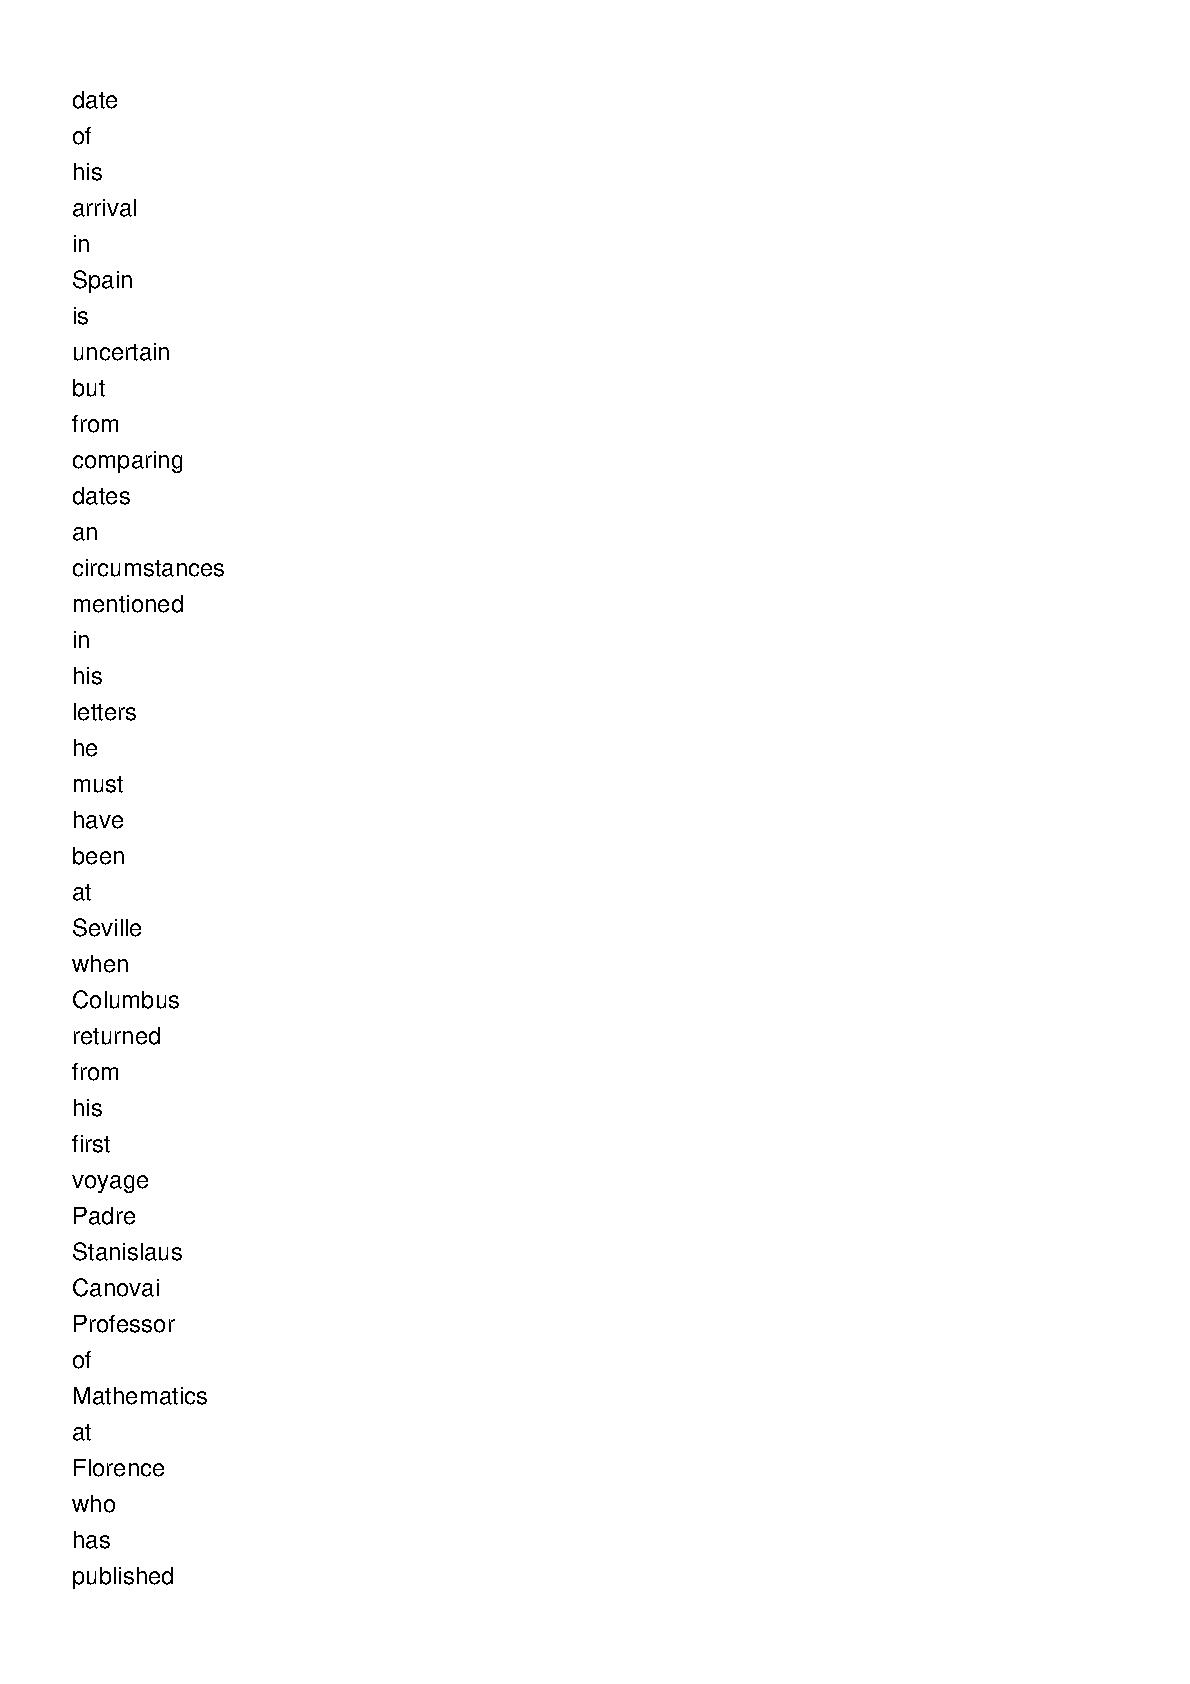 date
of
his
arrival
in
Spain
is
uncertain
but
from
comparing
dates
an
circumstances
mentioned
in
his
letters
he
must
have
been
at
Seville
when
Columbus
returned
from
his
first
voyage
Padre
Stanislaus
Canovai
Professor
of
Mathematics
at
Florence
who
has
published